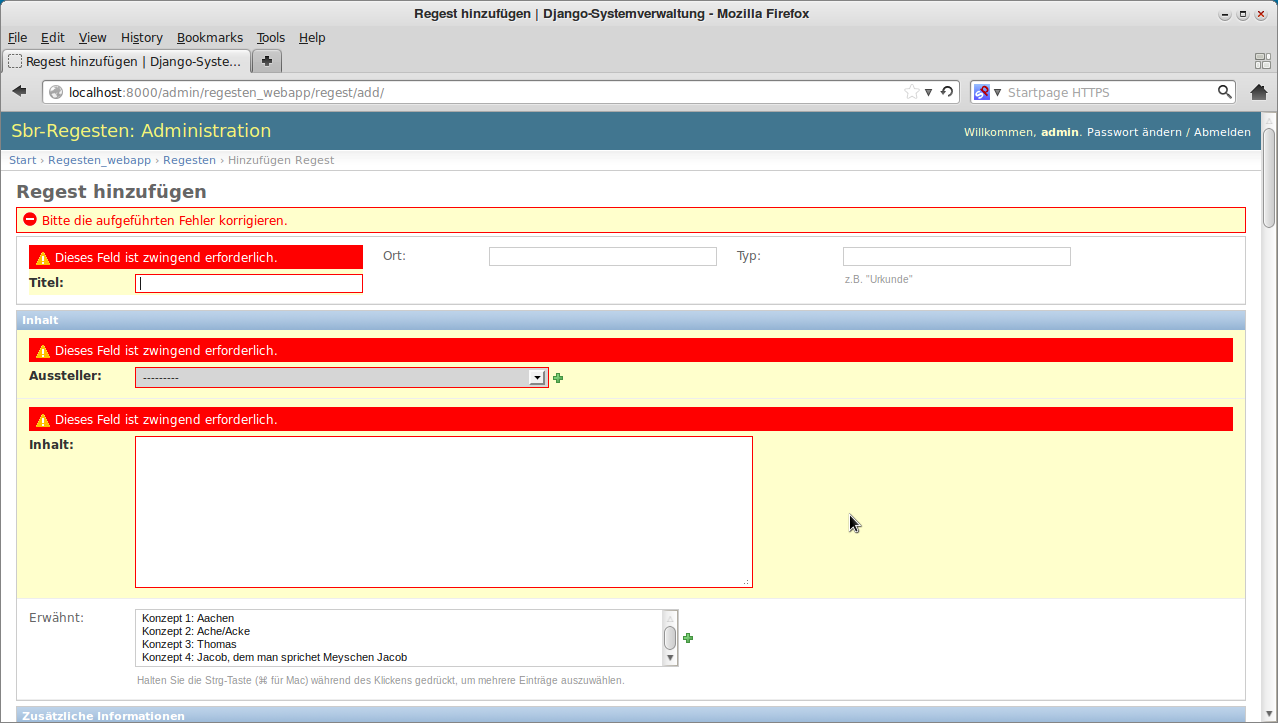 Regest hinzufügen | Django-Systemverwaltung - Mozilla Firefox
File Edit View History Bookmarks Tools Help
Regest hinzufügen | Django-Syste...
localhost:8000/admin/regesten_webapp/regest/add/ Startpage HTTPS
Sbr-Regesten: Administration Willkommen, admin. Passwort ändern / Abmelden
Start › Regesten_webapp › Regesten › Hinzufügen Regest
Regest hinzufügen
Bitte die aufgeführten Fehler korrigieren.
Dieses Feld ist zwingend erforderlich. Ort: Typ:
Titel: z.B. "Urkunde"
Inhalt
Dieses Feld ist zwingend erforderlich.
Aussteller: ---------
Dieses Feld ist zwingend erforderlich.
Inhalt:
Erwähnt: Konzept 1: Aachen
Konzept 2: Ache/Acke
Konzept 3: Thomas
Konzept 4: Jacob, dem man sprichet Meyschen Jacob
Halten Sie die Strg-Taste (⌘ für Mac) während des Klickens gedrückt, um mehrere Einträge auszuwählen.
Zusätzliche Informationen